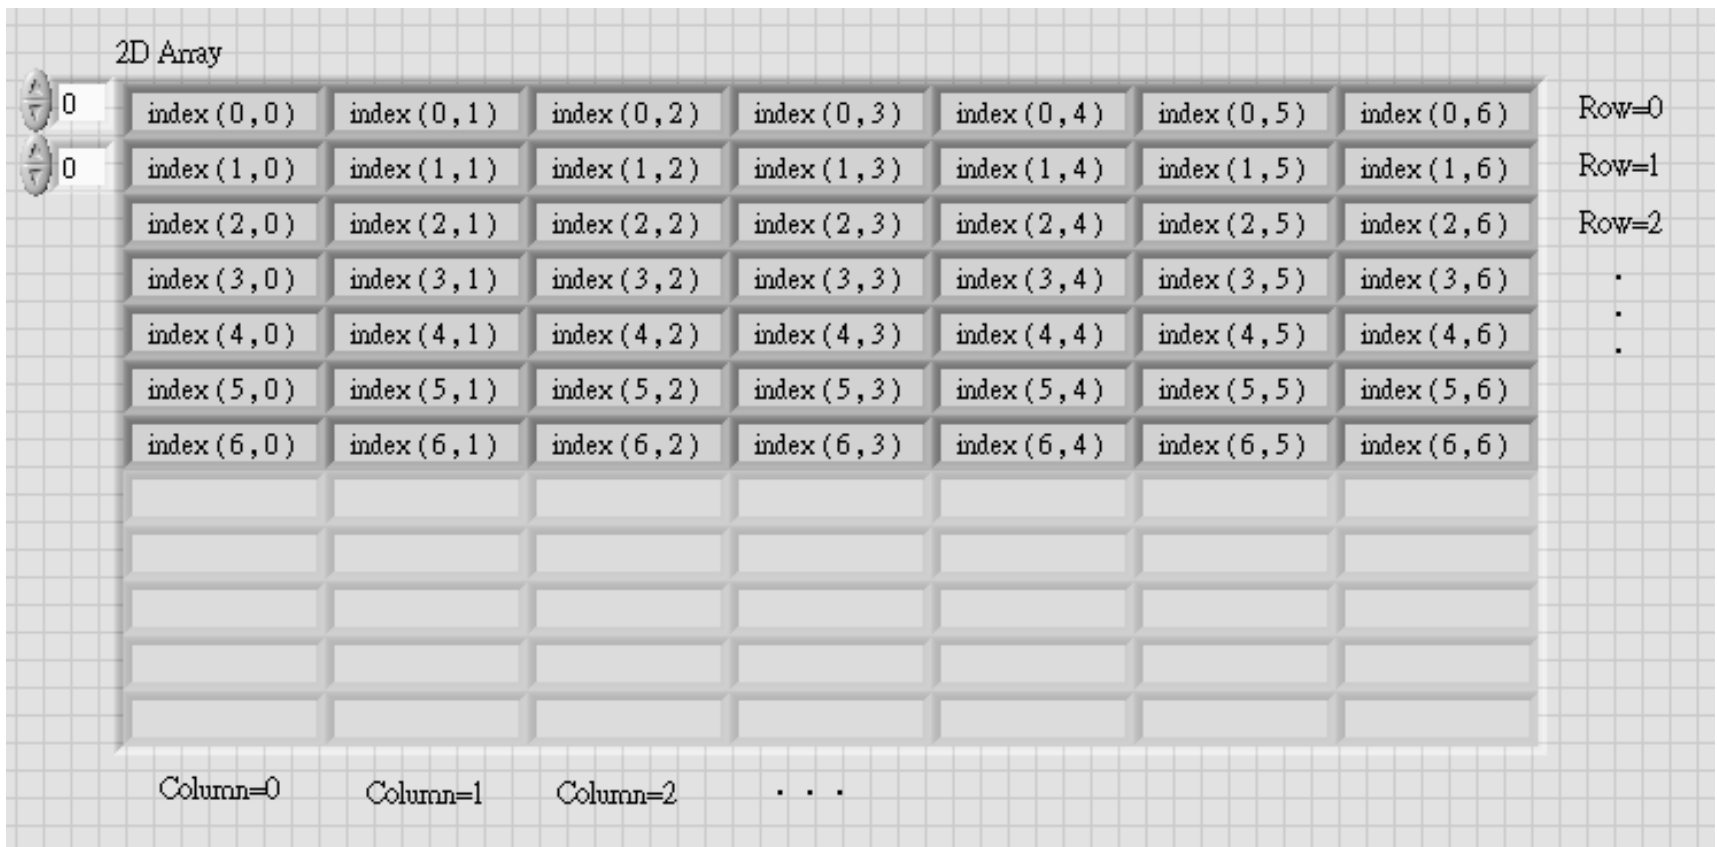 2D Array
0 index(0,0) index(0,1) index(0,2) index(0,3) index(0,4) index(0,5) index(0,6) Row=0
0 index(1,0) index(1,1) index(1,2) index(1,3) index(1,4) index(1,5) index(1,6) Row=1
index(2,0) index(2,1) index(2,2) index(2,3) index(2,4) index(2,5) index(2,6) Row=2
index(3,0) index(3,1) index(3,2) index(3,3) index(3,4) index(3,5) index(3,6) .
index(4,0) index(4,1) index(4,2) index(4,3) index(4,4) index(4,5) index(4,6) . .
index(5,0) index(5,1) index(5,2) index(5,3) index(5,4) index(5,5) index(5,6)
index(6,0) index(6,1) index(6,2) index(6,3) index(6,4) index(6,5) index(6,6)
Column=0 Column=1 Column=2 . . .